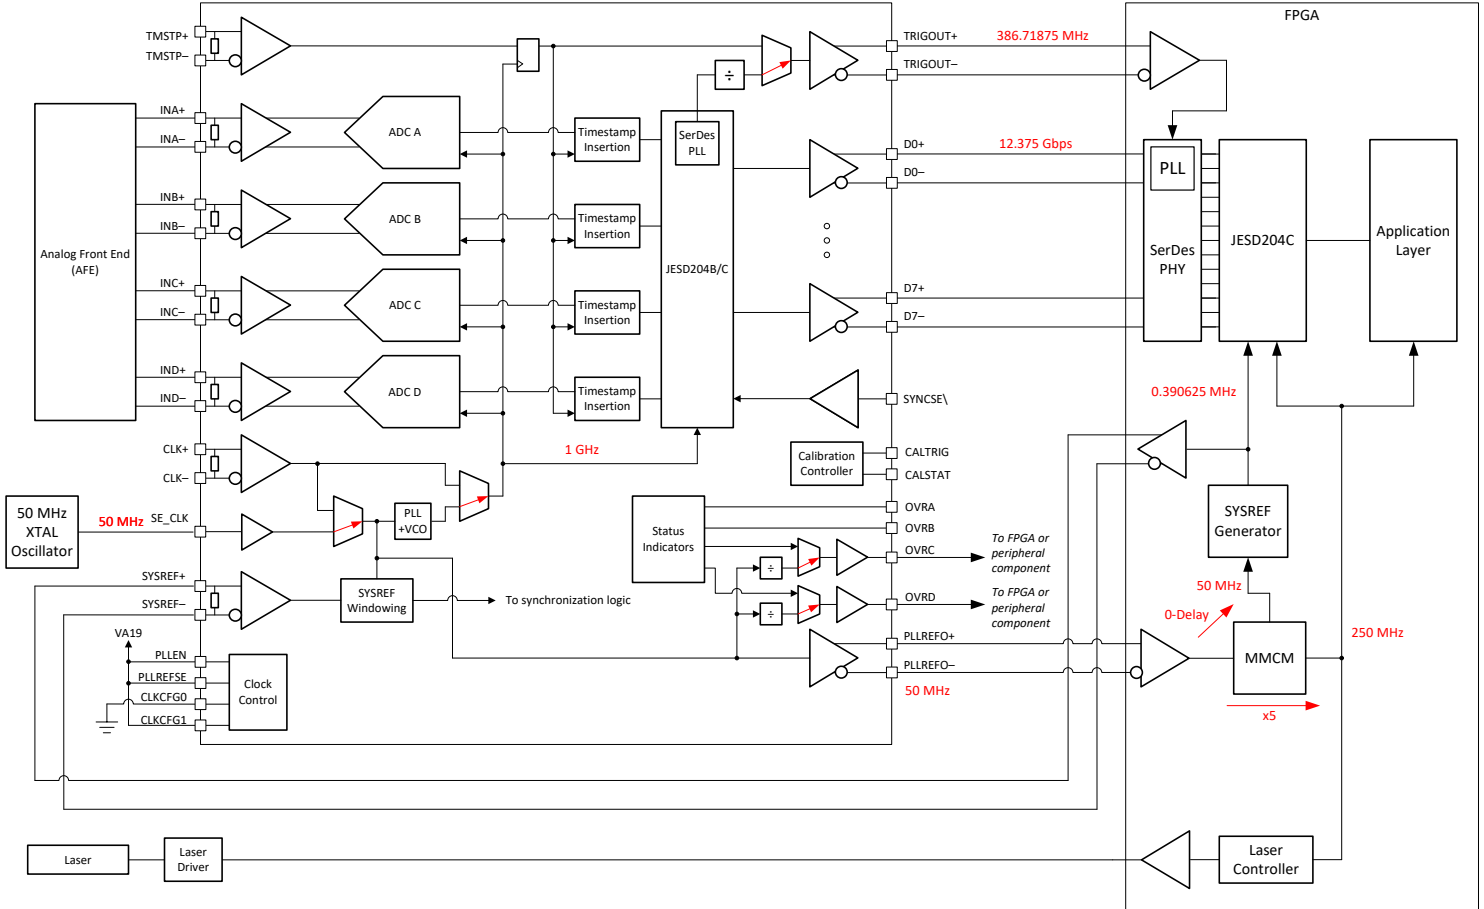 FPGA
TMSTP+
TMSTP−
TRIGOUT+
386.71875 MHz
TRIGOUT−
÷
Analog Front End
(AFE)
INA+
INA−
ADC A
Timestamp
Insertion
SerDes
PLL
D0+
12.375 Gbps
D0−
PLL
INB+
INB−
ADC B
Timestamp
Insertion
JESD204B/C
SerDes
PHY
JESD204C
Application
Layer
INC+
INC−
ADC C
Timestamp
Insertion
D7+
D7−
IND+
IND−
ADC D
Timestamp
Insertion
SYNCSE\
0.390625 MHz
CLK+
CLK−
1 GHz
Calibration
Controller
CALTRIG
CALSTAT
50 MHz
XTAL
Oscillator
50 MHz
SE_CLK
PLL
+VCO
Status
Indicators
OVRA
OVRB
OVRC
÷
To FPGA or
peripheral
component
SYSREF
Generator
SYSREF+
SYSREF−
SYSREF
Windowing
To synchronization logic
OVRD
÷
To FPGA or
peripheral
component
50 MHz
0-Delay
VA19
PLLEN
PLLREFSE
CLKCFG0
CLKCFG1
Clock
Control
PLLREFO+
PLLREFO−
50 MHz
MMCM
250 MHz
x5
Laser
Laser
Driver
Laser
Controller